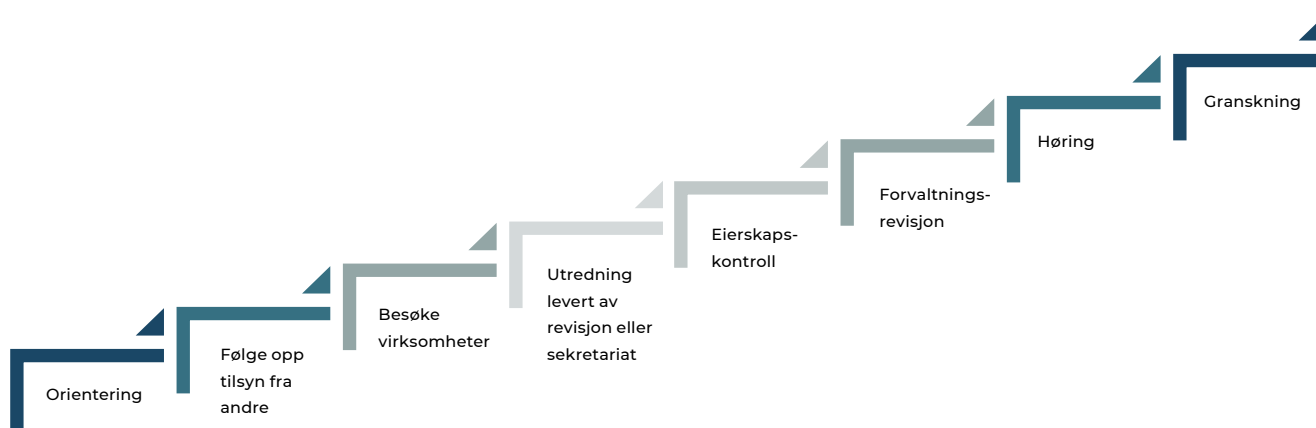 Orientering
Følge opp
tilsyn fra
andre
Besøke
virksomheter
Utredning
levert av
revisjon eller
sekretariat
Eierskaps-
kontroll
Forvaltnings-
revisjon
Høring
Granskning